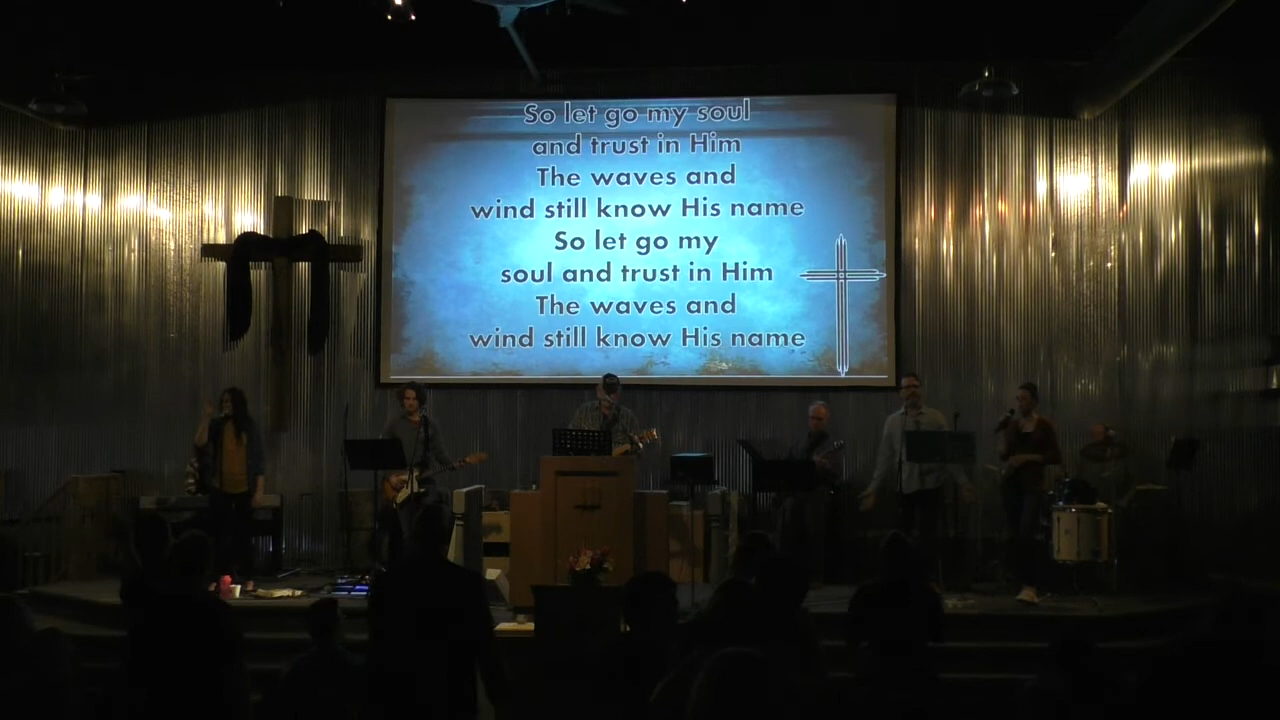 So let go my soul
and trust in Him
The waves and
wind still know His name
So let go my
soul and trust in Him
The waves and
wind still know His name